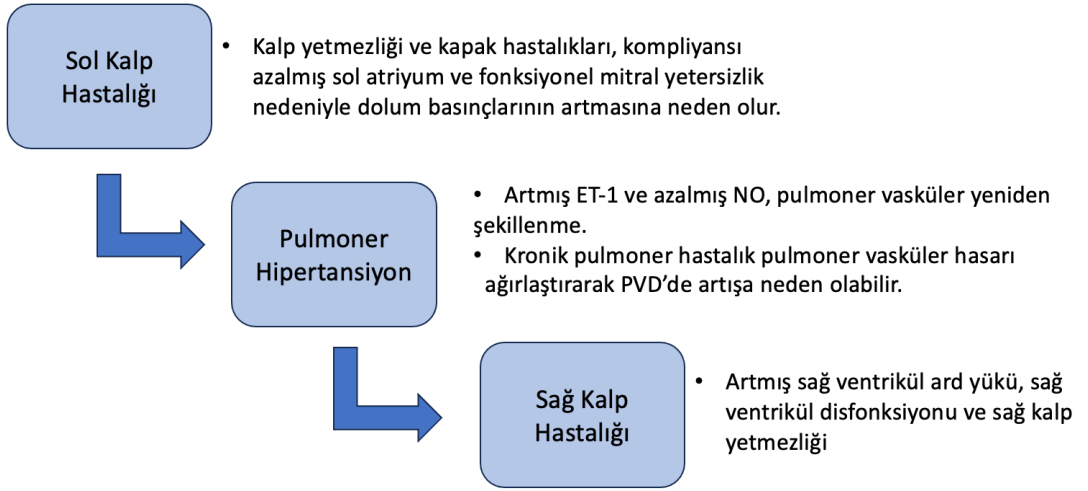 Sol Kalp
Hastalığı
• Kalp yetmezliği ve kapak hastalıkları, kompliyansı
azalmış sol atriyum ve fonksiyonel mitral yetersizlik
nedeniyle dolum basınçlarının artmasına neden olur.
Pulmoner
Hipertansiyon
• Artmış ET-1 ve azalmış NO, pulmoner vasküler yeniden
şekillenme.
• Kronik pulmoner hastalık pulmoner vasküler hasarı
ağırlaştırarak PVD’de artışa neden olabilir.
Sağ Kalp
Hastalığı
• Artmış sağ ventrikül ard yükü, sağ
ventrikül disfonksiyonu ve sağ kalp
yetmezliği